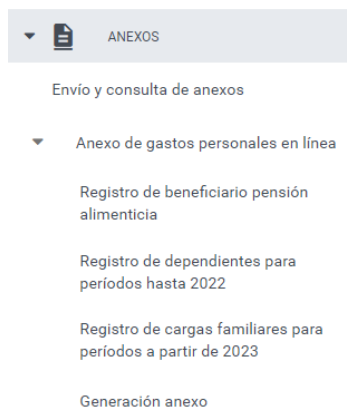 ANEXOS
Envío y consulta de anexos
Anexo de gastos personales en línea
Registro de beneficiario pensión
alimenticia
Registro de dependientes para
períodos hasta 2022
Registro de cargas familiares para
períodos a partir de 2023
Generación anexo